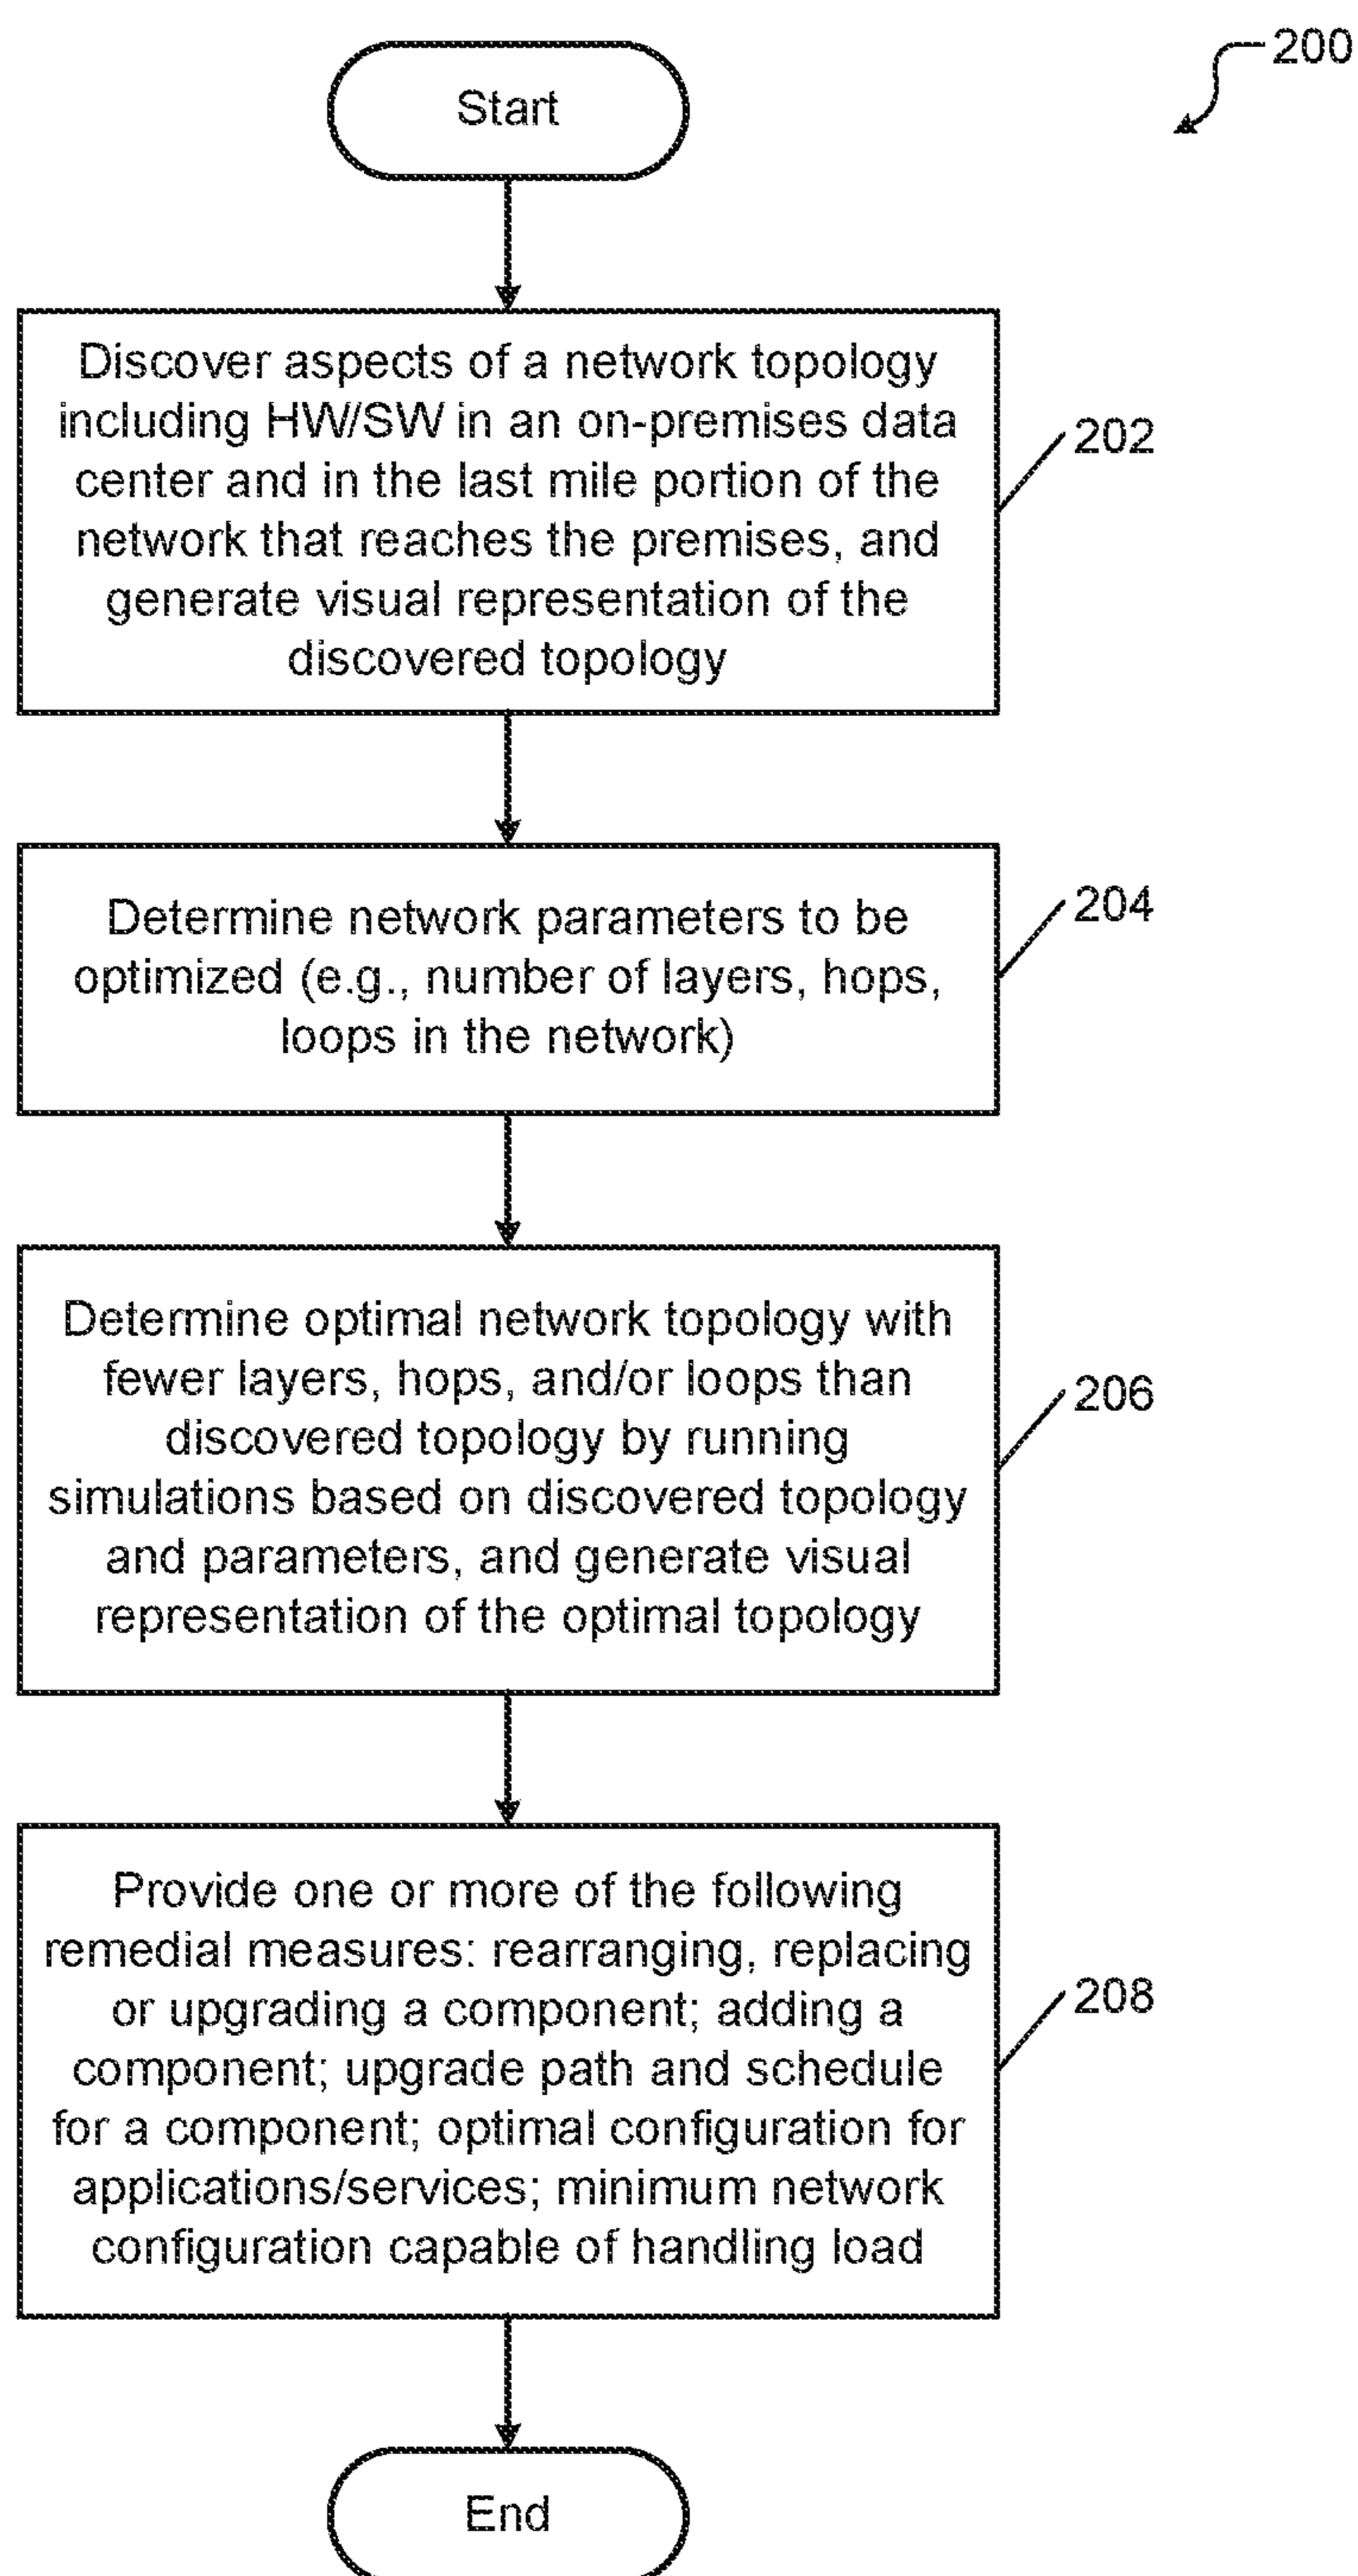 200
Start
Discover aspects of a network topology
including HW/SW in an on-premises data
center and in the last mile portion of the
network that reaches the premises, and
generate visual representation of the
discovered topology
202
Determine network parameters to be
optimized (e.g., number of layers, hops,
loops in the network)
204
Determine optimal network topology with
fewer layers, hops, and/or loops than
discovered topology by running
simulations based on discovered topology
and parameters, and generate visual
representation of the optimal topology
206
Provide one or more of the following
remedial measures: rearranging, replacing
or upgrading a component; adding a
component; upgrade path and schedule
for a component; optimal configuration for
applications/services; minimum network
configuration capable of handling load
208
End